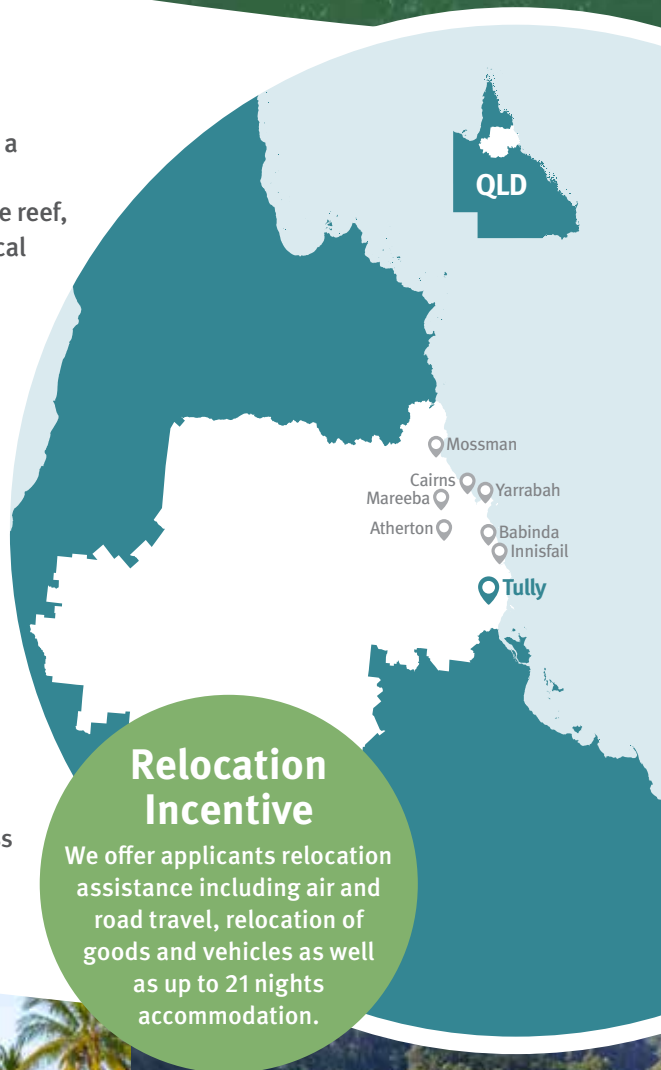 a
e reef,
cal
QLD
Mossman
Cairns
Yarrabah
Mareeba
Atherton
Babinda
Innisfail
Tully
s
Relocation
Incentive
We offer applicants relocation
assistance including air and
road travel, relocation of
goods and vehicles as well
as up to 21 nights
accommodation.